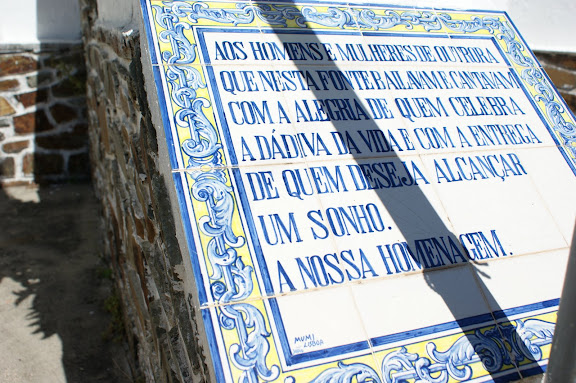 AOS HOMENS E MULHERES DE OUTRORA
QUE NESTA FONTE BAILAVAM E CANTAVAM
COM A ALEGRIA DE QUEM CELEBRA
A DÁDIVA DA VIDA E COM A ENTREGA
DE QUEM DESEJA ALCANÇAR
UM SONHO.
A NOSSA HOMENAGEM.
MUMI
LISBOA